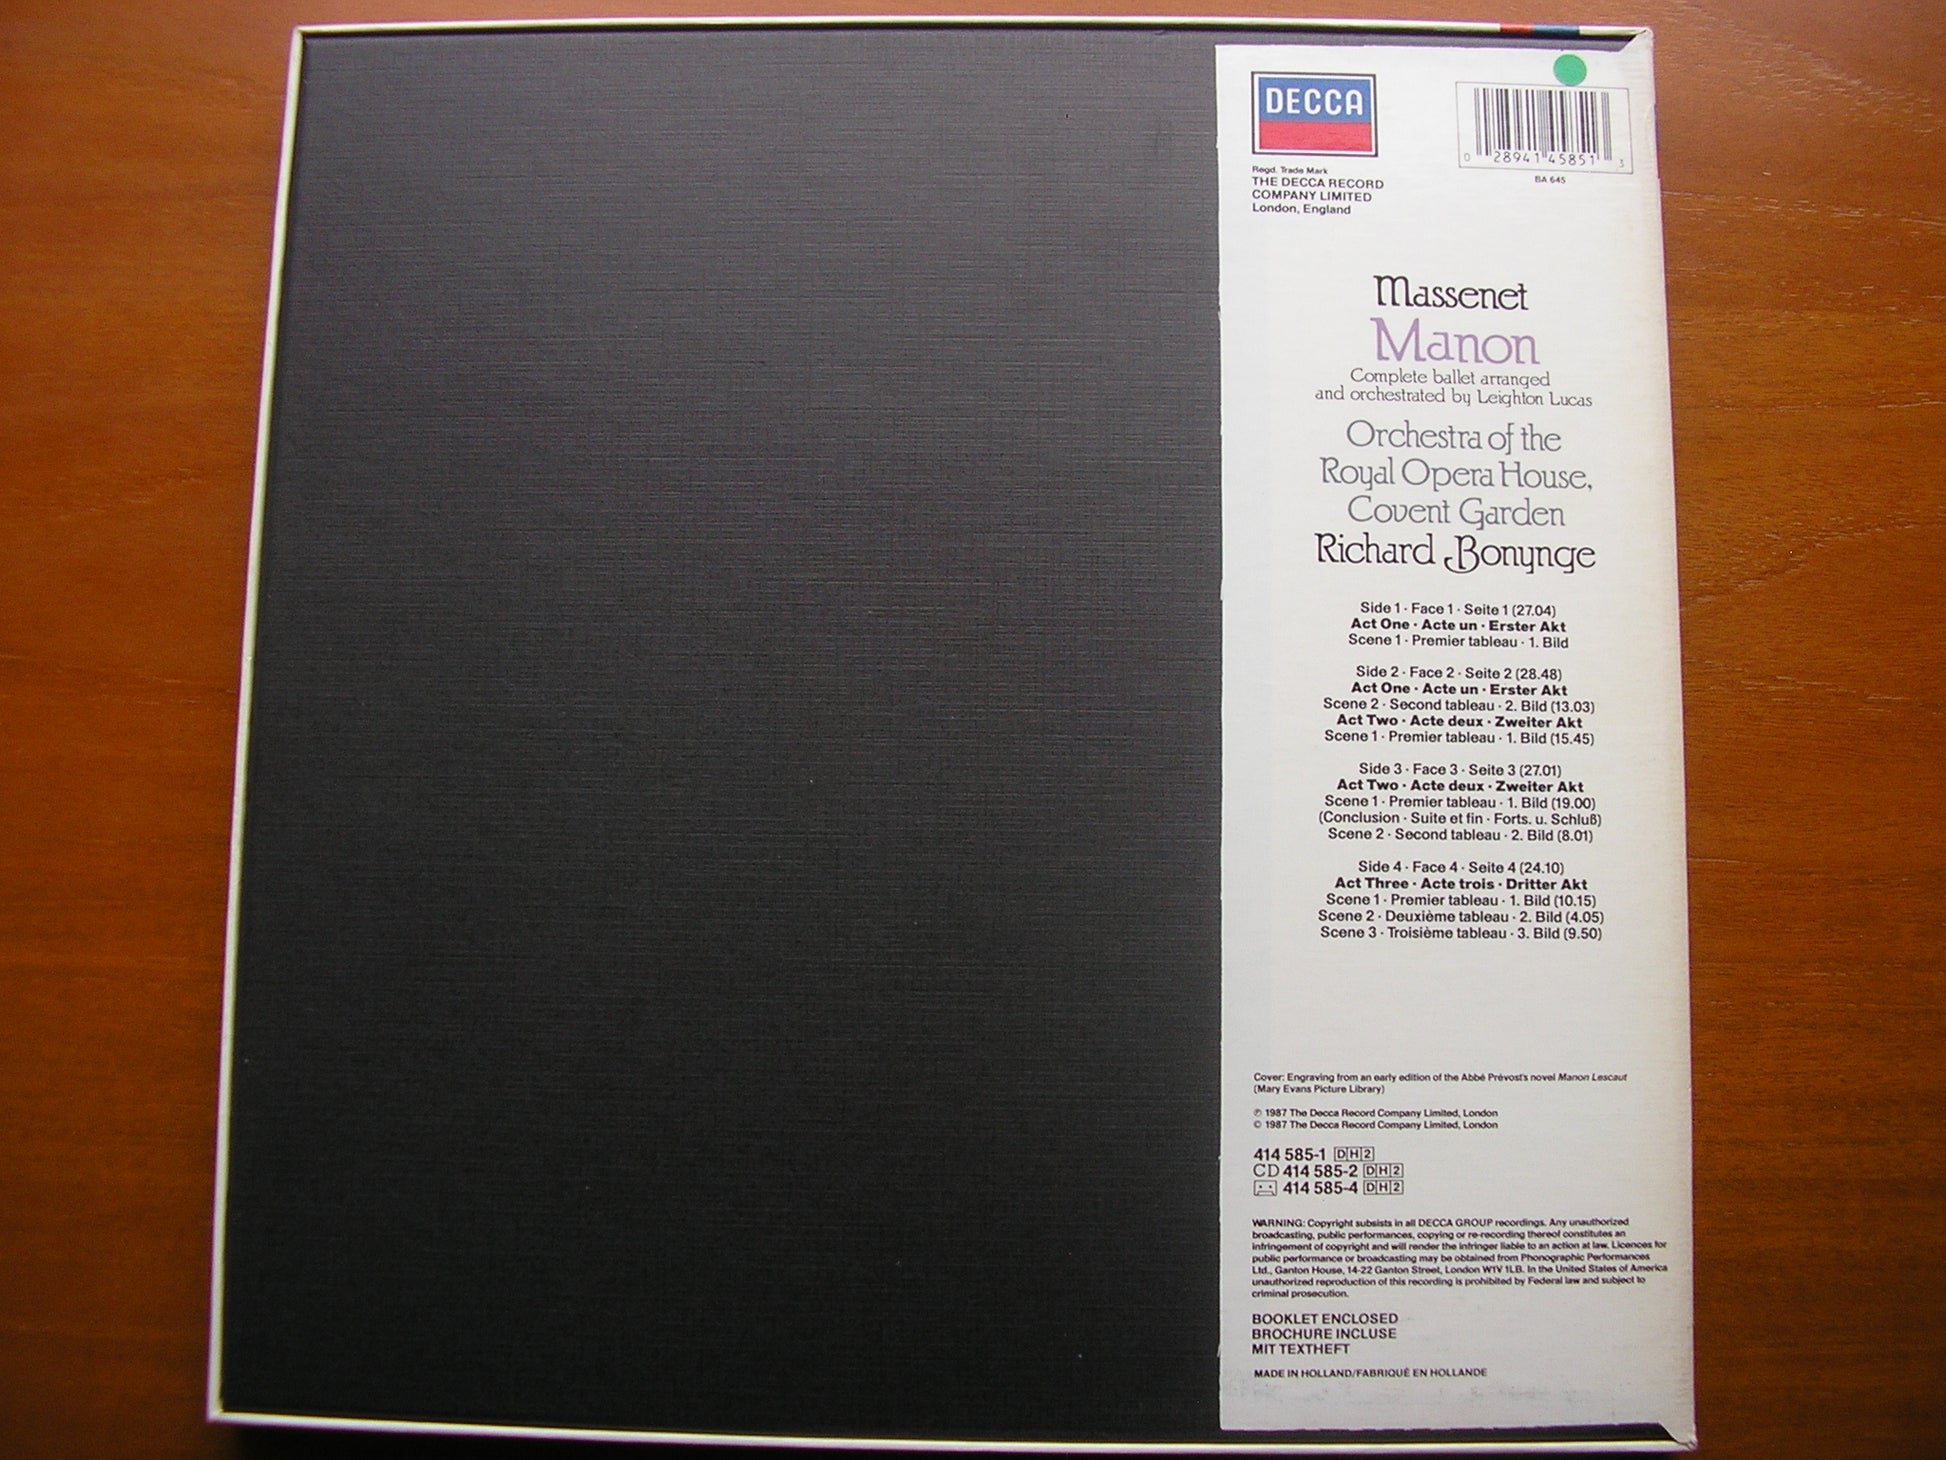 DECCA
0 28941 45851 3
BA 645
Regd. Trade Mark
THE DECCA RECORD
COMPANY LIMITED
London, England
Massenet
Manon
Complete ballet arranged
and orchestrated by Leighton Lucas
Orchestra of the
Royal Opera House,
Covent Garden
Richard Bonynge
Side 1 · Face 1 · Seite 1 (27.04)
Act One · Acte un · Erster Akt
Scene 1 · Premier tableau · 1. Bild
Side 2 · Face 2 · Seite 2 (28.48)
Act One · Acte un · Erster Akt
Scene 2 · Second tableau · 2. Bild (13.03)
Act Two · Acte deux · Zweiter Akt
Scene 1 · Premier tableau · 1. Bild (15.45)
Side 3 · Face 3 · Seite 3 (27.01)
Act Two · Acte deux · Zweiter Akt
Scene 1 · Premier tableau · 1. Bild (19.00)
(Conclusion · Suite et fin · Forts. u. Schluß)
Scene 2 · Second tableau · 2. Bild (8.01)
Side 4 · Face 4 · Seite 4 (24.10)
Act Three · Acte trois · Dritter Akt
Scene 1 · Premier tableau · 1. Bild (10.15)
Scene 2 · Deuxième tableau · 2. Bild (4.05)
Scene 3 · Troisième tableau · 3. Bild (9.50)
Cover: Engraving from an early edition of the Abbé Prévost's novel Manon Lescaut
(Mary Evans Picture Library)
℗ 1987 The Decca Record Company Limited, London
© 1987 The Decca Record Company Limited, London
414 585-1 DH2
CD 414 585-2 DH2
414 585-4 DH2
WARNING: Copyright subsists in all DECCA GROUP recordings. Any unauthorized
broadcasting, public performances, copying or re-recording thereof constitutes an
infringement of copyright and will render the infringer liable to an action at law. Licences for
public performance or broadcasting may be obtained from Phonographic Performances
Ltd., Ganton House, 14-22 Ganton Street, London W1V 1LB. In the United States of America
unauthorized reproduction of this recording is prohibited by Federal law and subject to
criminal prosecution.
BOOKLET ENCLOSED
BROCHURE INCLUSE
MIT TEXTHEFT
MADE IN HOLLAND/FABRIQUÉ EN HOLLANDE